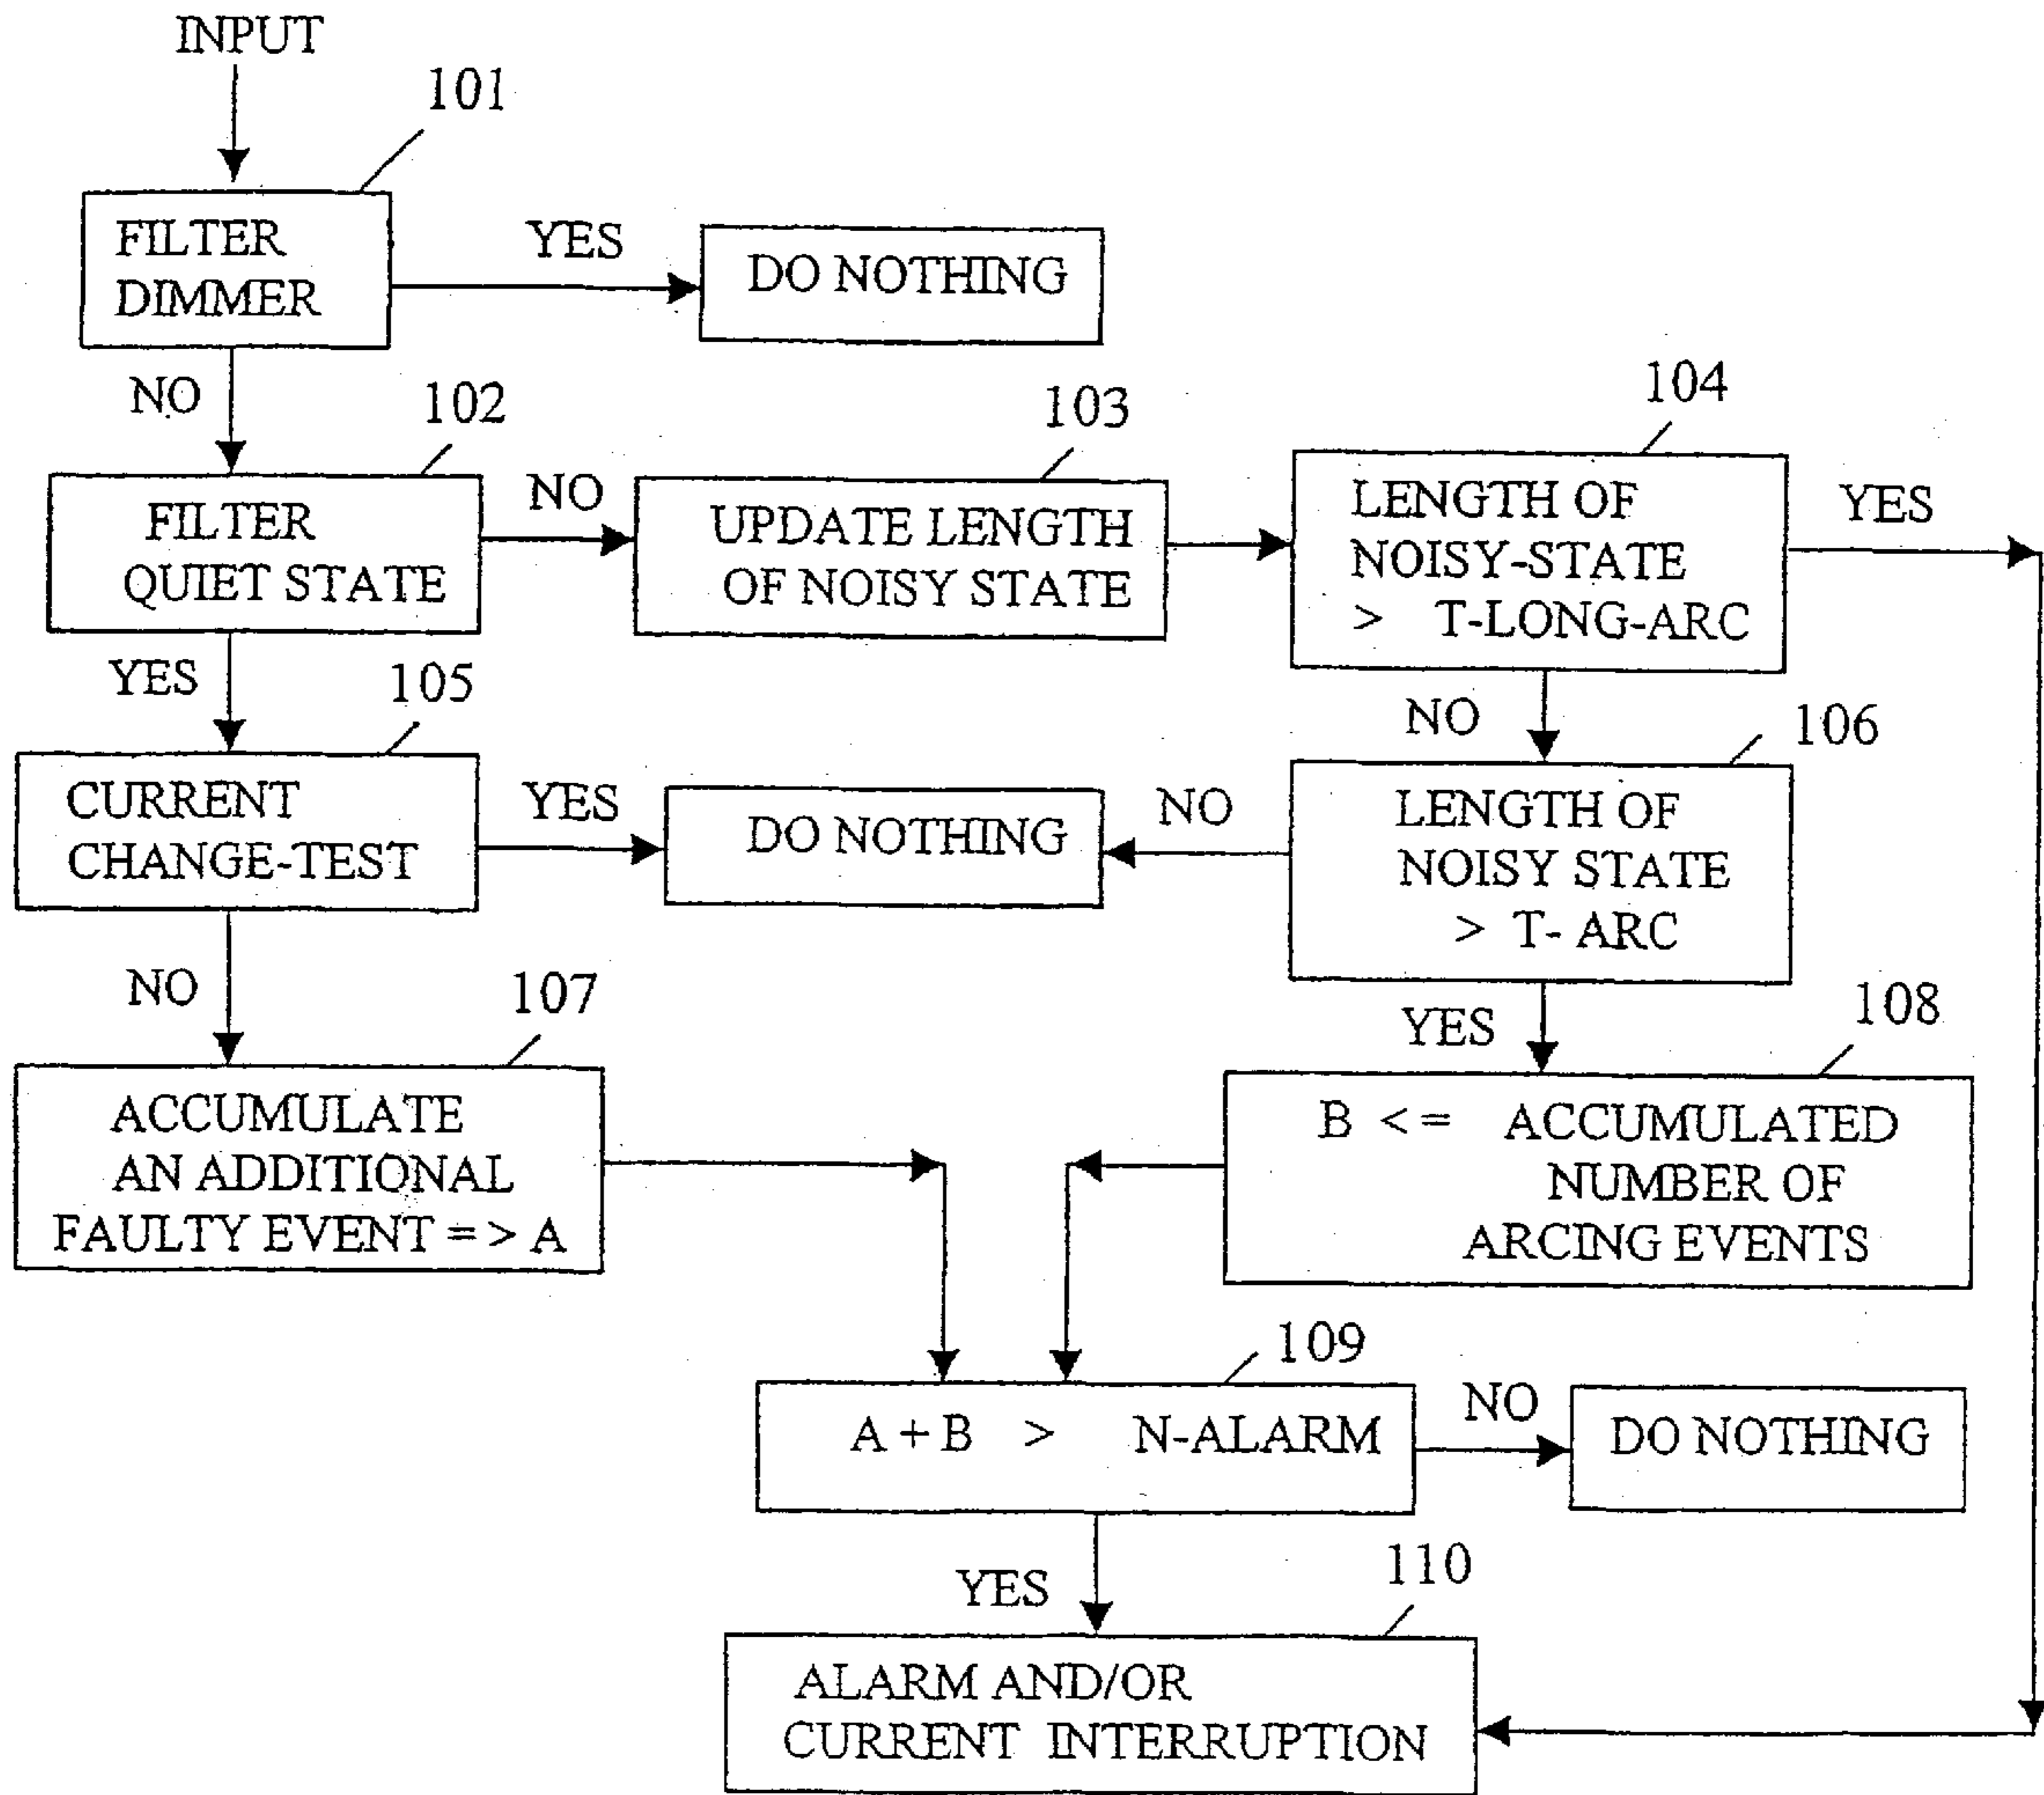 INPUT
101
FILTER
DIMMER
YES
DO NOTHING
NO
102
FILTER
QUIET STATE
NO
103
UPDATE LENGTH
OF NOISY STATE
104
LENGTH OF
NOISY-STATE
> T-LONG-ARC
YES
YES
105
CURRENT
CHANGE-TEST
YES
DO NOTHING
NO
NO
106
LENGTH OF
NOISY STATE
> T- ARC
NO
107
ACCUMULATE
AN ADDITIONAL
FAULTY EVENT = > A
YES
108
B < = ACCUMULATED
NUMBER OF
ARCING EVENTS
109
A + B > N-ALARM
NO
DO NOTHING
YES
110
ALARM AND/OR
CURRENT INTERRUPTION